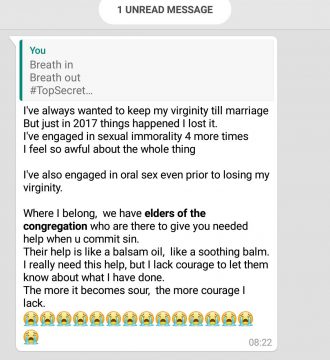 1 UNREAD MESSAGE
You
Breath in
Breath out
#TopSecret...
I've always wanted to keep my virginity till marriage
But just in 2017 things happened I lost it.
I've engaged in sexual immorality 4 more times
I feel so awful about the whole thing
I've also engaged in oral sex even prior to losing my
virginity.
Where I belong, we have elders of the
congregation who are there to give you needed
help when u commit sin.
Their help is like a balsam oil, like a soothing balm.
I really need this help, but I lack courage to let them
know about what I have done.
The more it becomes sour, the more courage I
lack.
😭😭😭😭😭😭😭😭😭😭😭😭😭😭
😭
08:22